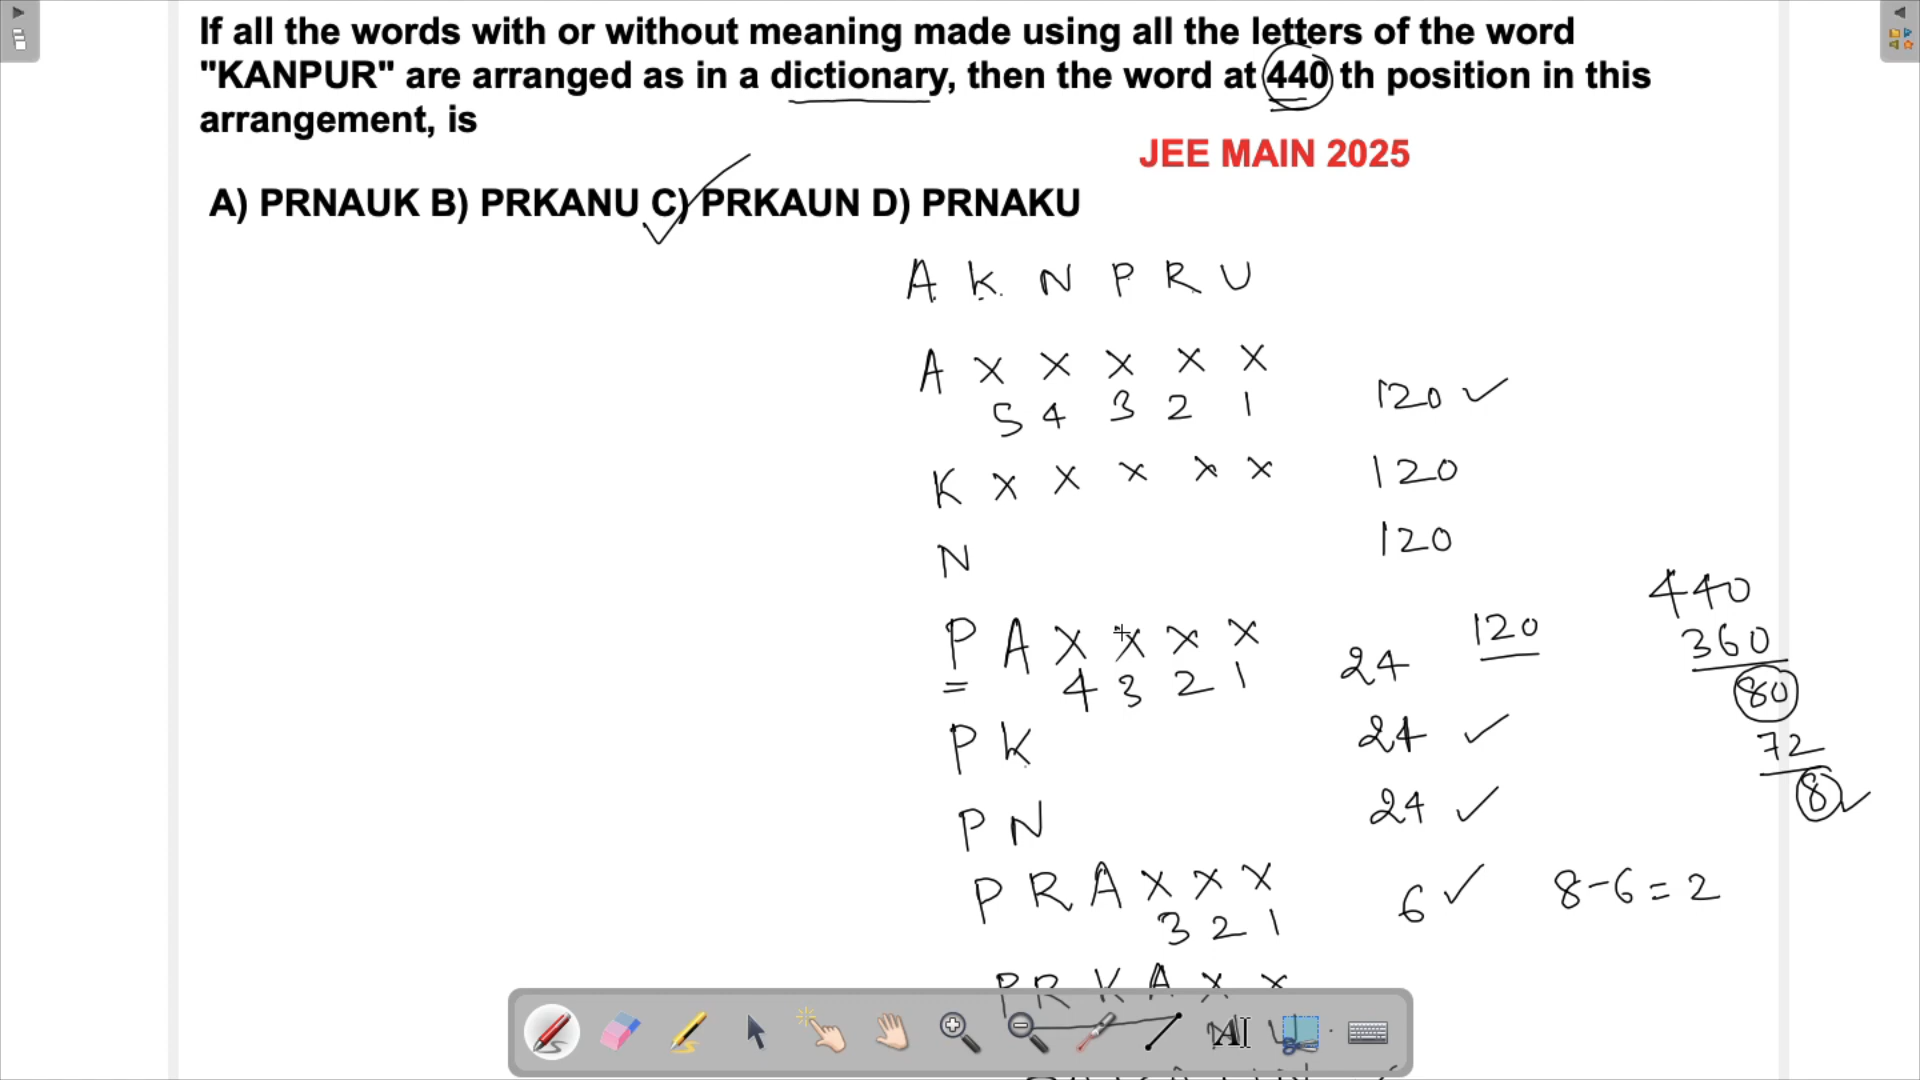 If all the words with or without meaning made using all the letters of the word
"KANPUR" are arranged as in a dictionary, then the word at 440 th position in this
arrangement, is
JEE MAIN 2025
A) PRNAUK B) PRKANU C) PRKAUN D) PRNAKU
A K N P R U
A x x x x x
5 4 3 2 1 120
K x x x x x 120
N 120
440
P A x x x x 24 120 360
= 4 3 2 1 80
P K 24 72
P N 24 8
P R A x x x 6 8-6=2
3 2 1
P R K A x x
AI